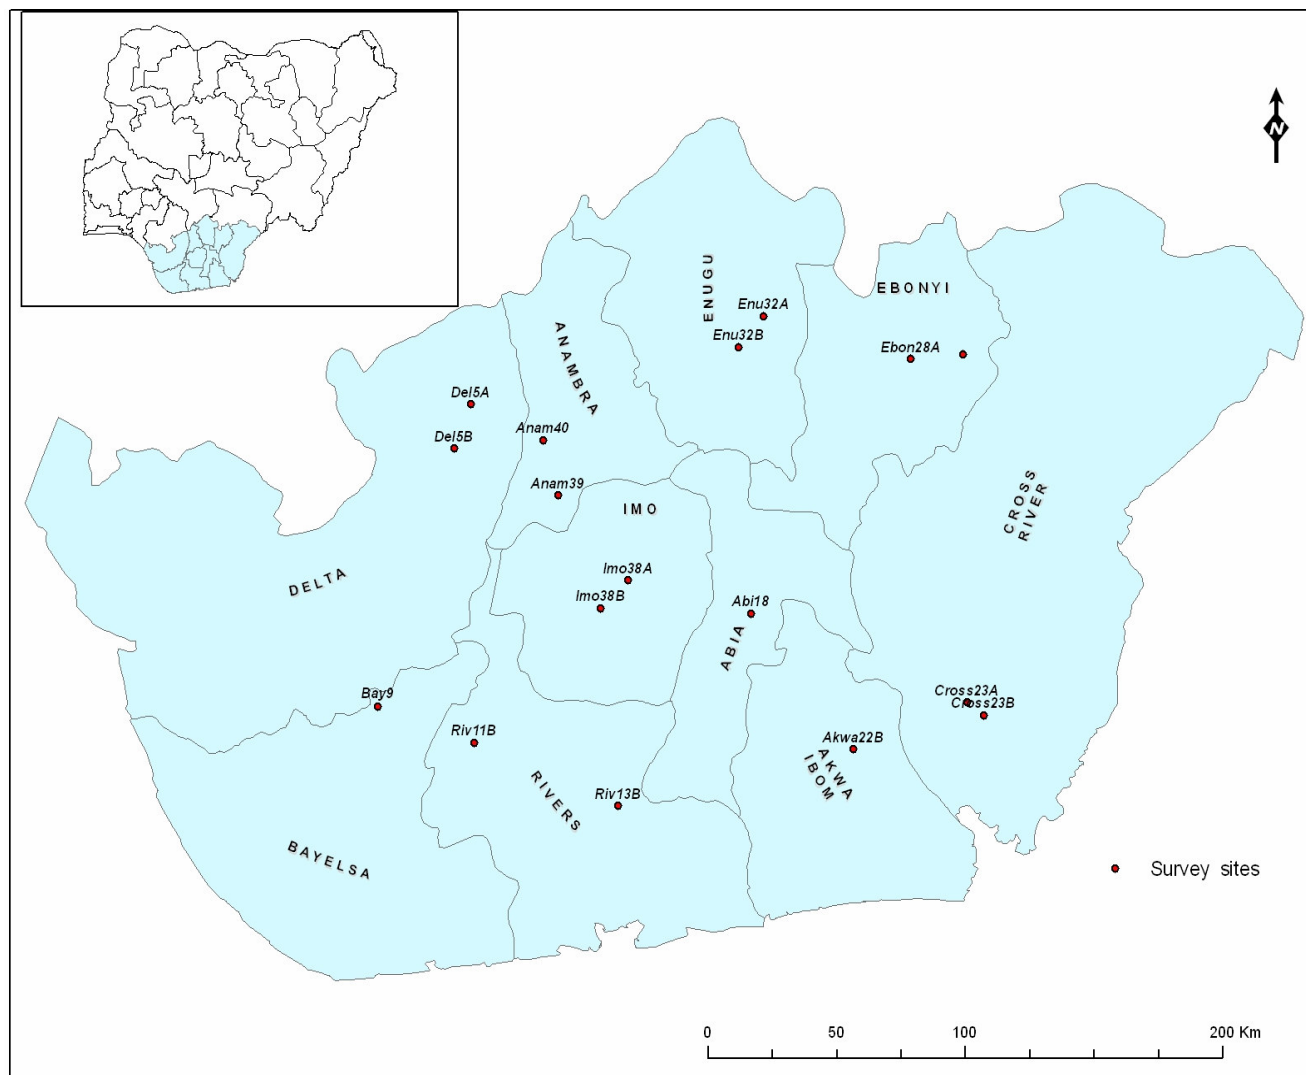 N
ENUGU
EBONYI
Enu32A
Enu32B
Ebon28A
ANAMBRA
Del5A
Del5B
Anam40
Anam39
IMO
CROSS
RIVER
DELTA
Imo38A
Imo38B
Abi18
ABIA
Bay9
Cross23A
Cross23B
Riv11B
Akwa22B
AKWA
IBOM
Riv13B
RIVERS
BAYELSA
Survey sites
0 50 100 200 Km